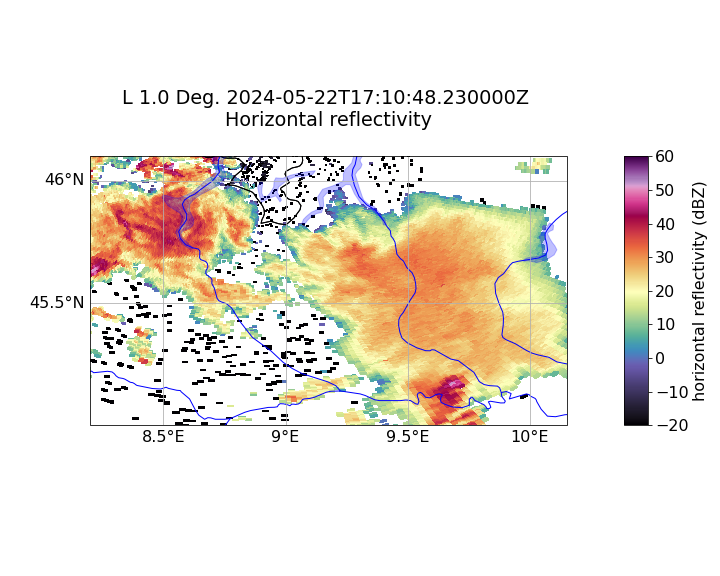 L 1.0 Deg. 2024-05-22T17:10:48.230000Z
Horizontal reflectivity
46°N
45.5°N
8.5°E
9°E
9.5°E
10°E
60
50
40
30
20
10
0
−10
−20
horizontal reflectivity (dBZ)